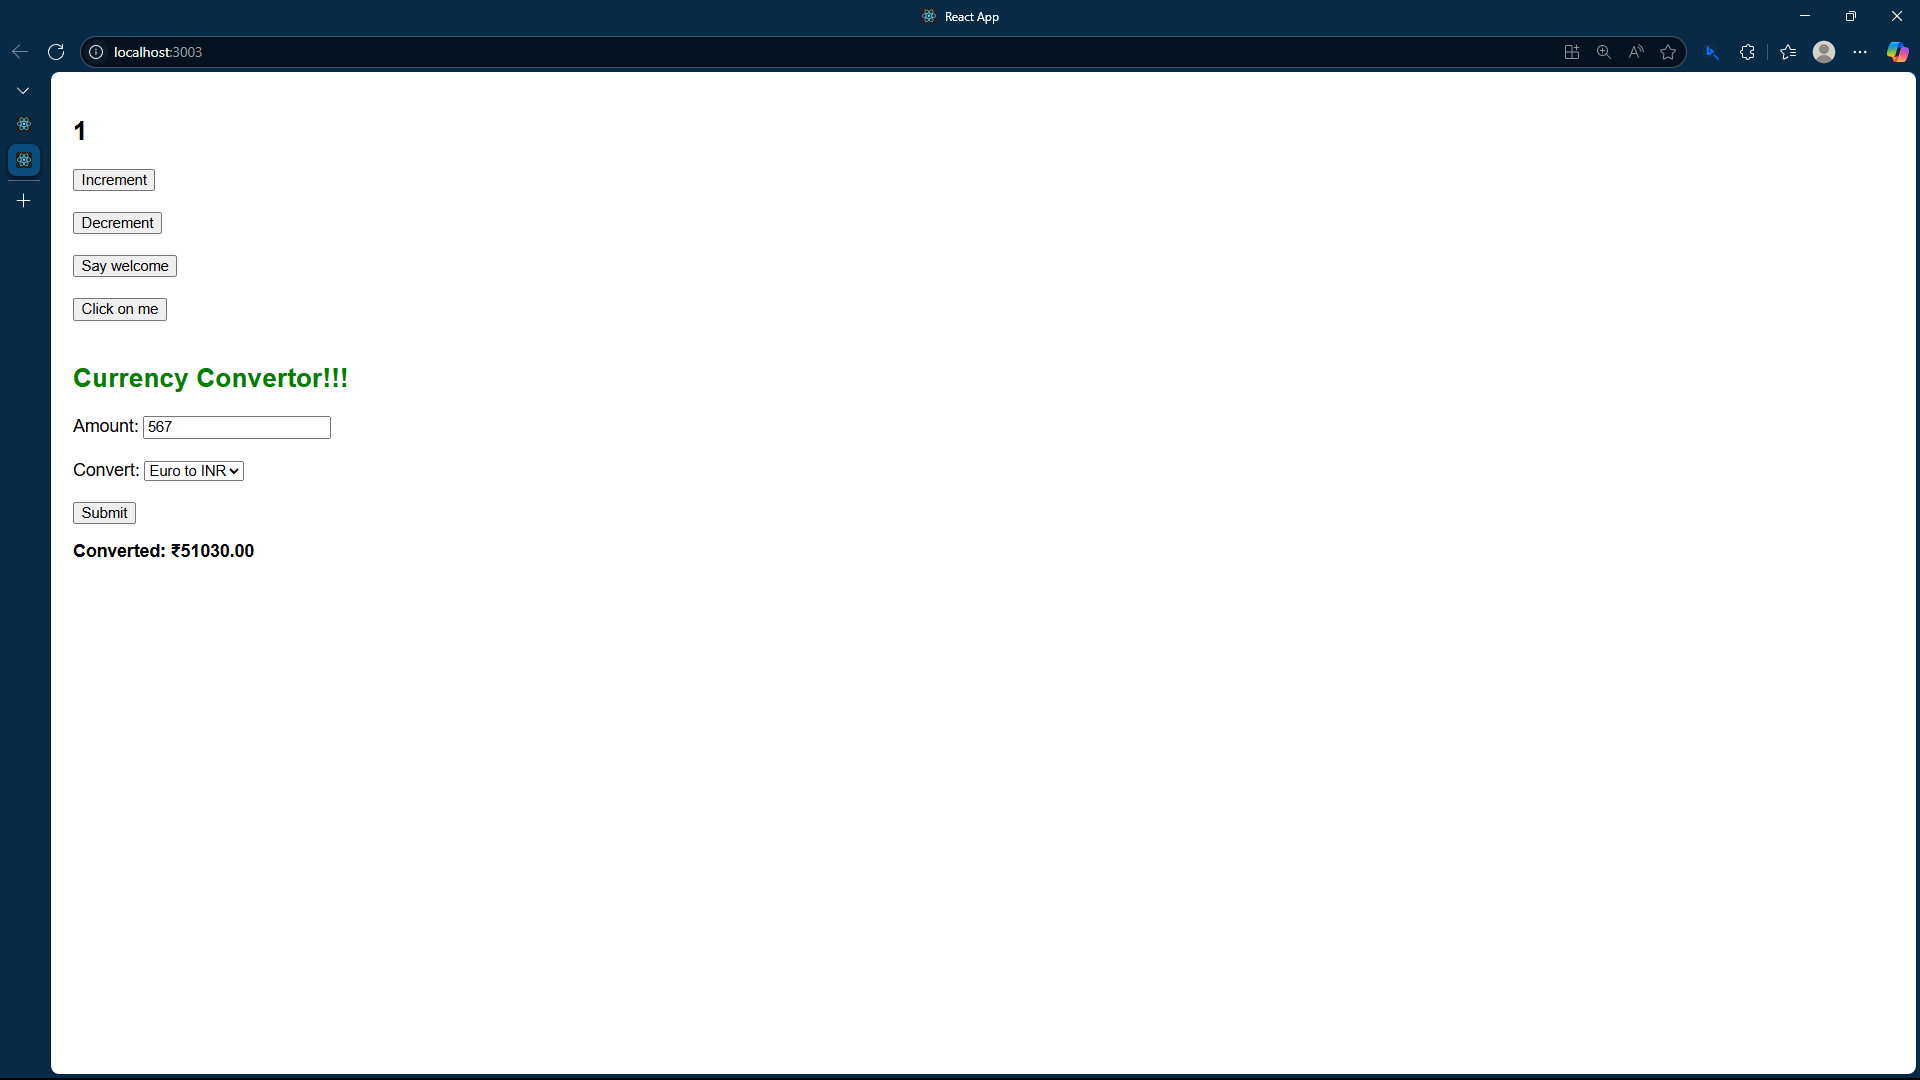 React App
localhost:3003
1
Increment
Decrement
Say welcome
Click on me
Currency Convertor!!!
Amount: 567
Convert: Euro to INR
Submit
Converted: ₹51030.00